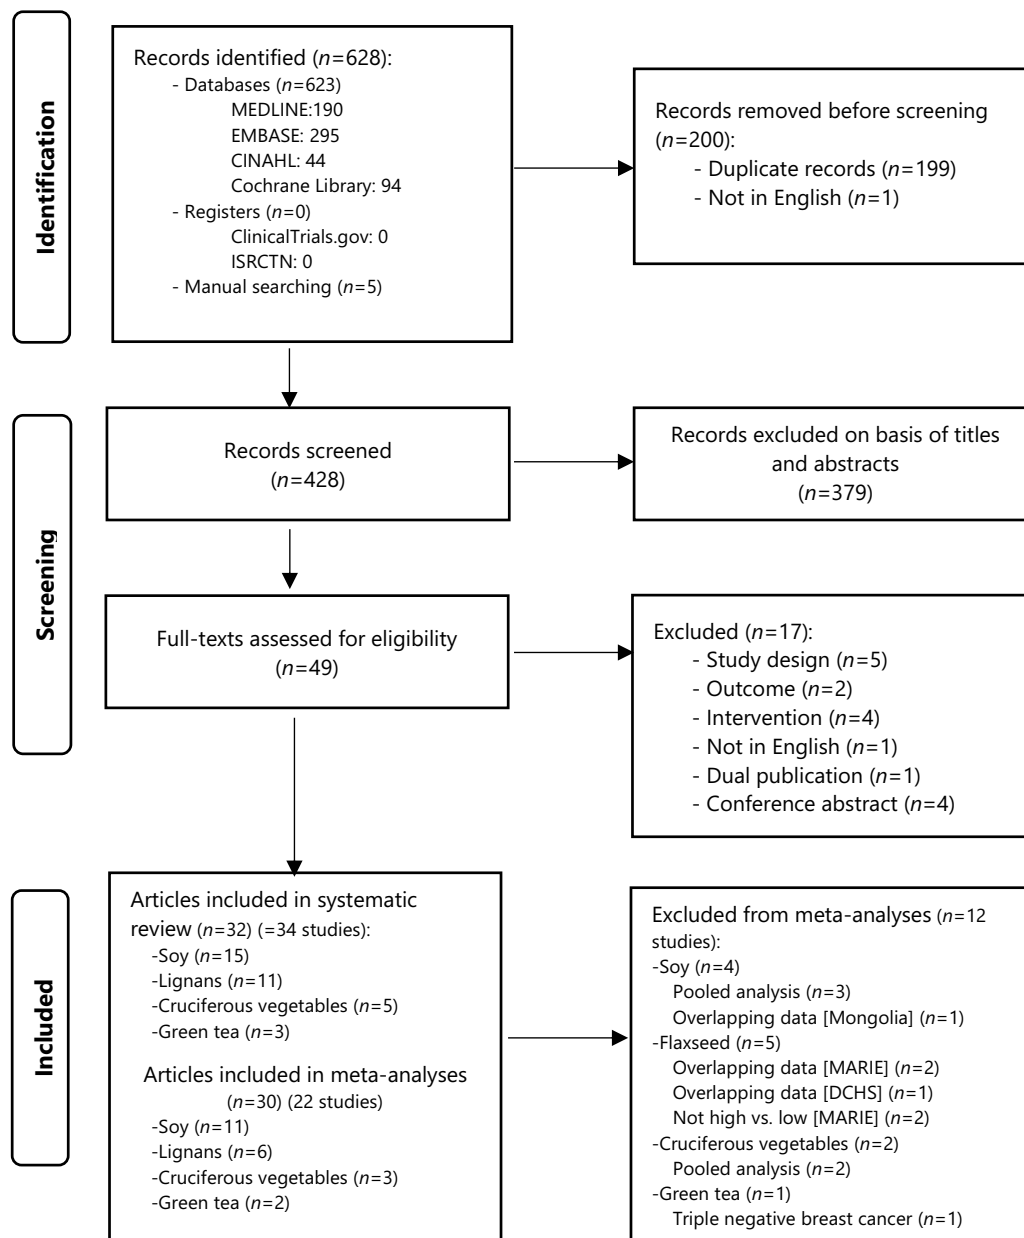 Identification
Records identified (n=628):
- Databases (n=623)
MEDLINE:190
EMBASE: 295
CINAHL: 44
Cochrane Library: 94
- Registers (n=0)
ClinicalTrials.gov: 0
ISRCTN: 0
- Manual searching (n=5)
Records removed before screening
(n=200):
- Duplicate records (n=199)
- Not in English (n=1)
Screening
Records screened
(n=428)
Records excluded on basis of titles
and abstracts
(n=379)
Full-texts assessed for eligibility
(n=49)
Excluded (n=17):
- Study design (n=5)
- Outcome (n=2)
- Intervention (n=4)
- Not in English (n=1)
- Dual publication (n=1)
- Conference abstract (n=4)
Included
Articles included in systematic
review (n=32) (=34 studies):
-Soy (n=15)
-Lignans (n=11)
-Cruciferous vegetables (n=5)
-Green tea (n=3)
Articles included in meta-analyses
(n=30) (22 studies)
-Soy (n=11)
-Lignans (n=6)
-Cruciferous vegetables (n=3)
-Green tea (n=2)
Excluded from meta-analyses (n=12
studies):
-Soy (n=4)
Pooled analysis (n=3)
Overlapping data [Mongolia] (n=1)
-Flaxseed (n=5)
Overlapping data [MARIE] (n=2)
Overlapping data [DCHS] (n=1)
Not high vs. low [MARIE] (n=2)
-Cruciferous vegetables (n=2)
Pooled analysis (n=2)
-Green tea (n=1)
Triple negative breast cancer (n=1)